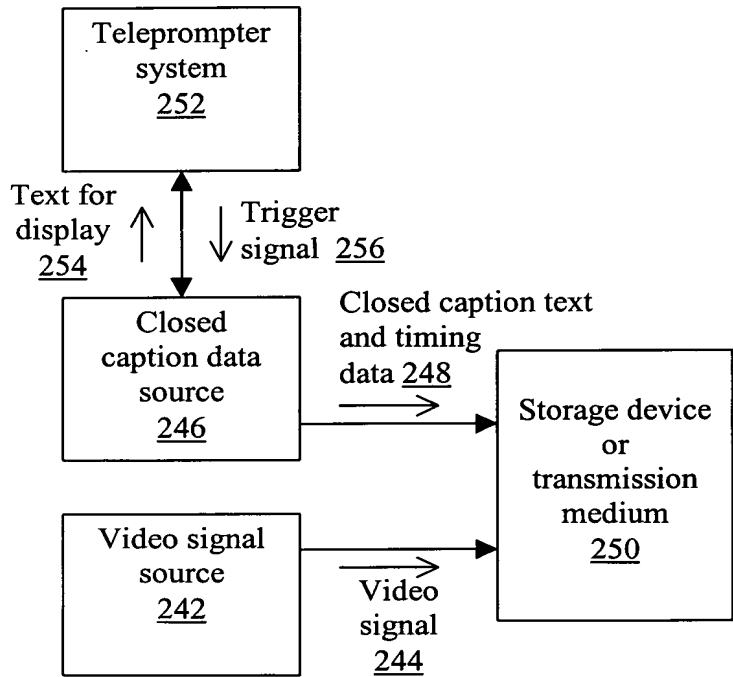 Teleprompter
system
252
Text for
display
254
Trigger
signal 256
Closed
caption data
source
246
Closed caption text
and timing
data 248
Storage device
or
transmission
medium
250
Video signal
source
242
Video
signal
244